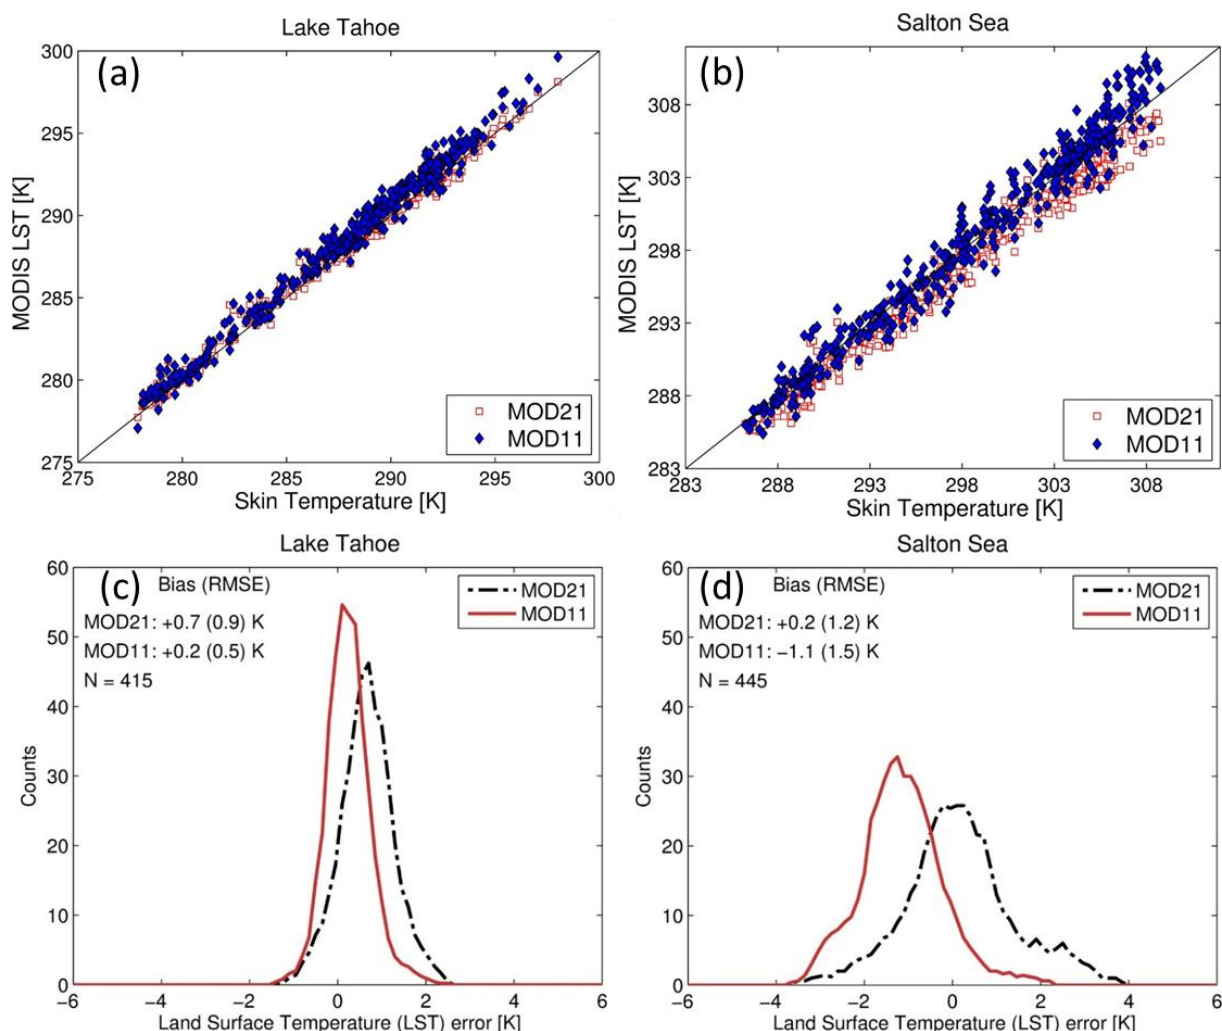 Lake Tahoe
(a)
300
295
290
285
280
275
MODIS LST [K]
MOD21
MOD11
275 280 285 290 295 300
Skin Temperature [K]
Salton Sea
(b)
308
303
298
293
288
283
MODIS LST [K]
MOD21
MOD11
283 288 293 298 303 308
Skin Temperature [K]
Lake Tahoe
(c)
Bias (RMSE)
MOD21: +0.7 (0.9) K
MOD11: +0.2 (0.5) K
N = 415
MOD21
MOD11
60
50
40
30
20
10
0
Counts
−6 −4 −2 0 2 4 6
Land Surface Temperature (LST) error [K]
Salton Sea
(d)
Bias (RMSE)
MOD21: +0.2 (1.2) K
MOD11: −1.1 (1.5) K
N = 445
MOD21
MOD11
60
50
40
30
20
10
0
Counts
−6 −4 −2 0 2 4 6
Land Surface Temperature (LST) error [K]